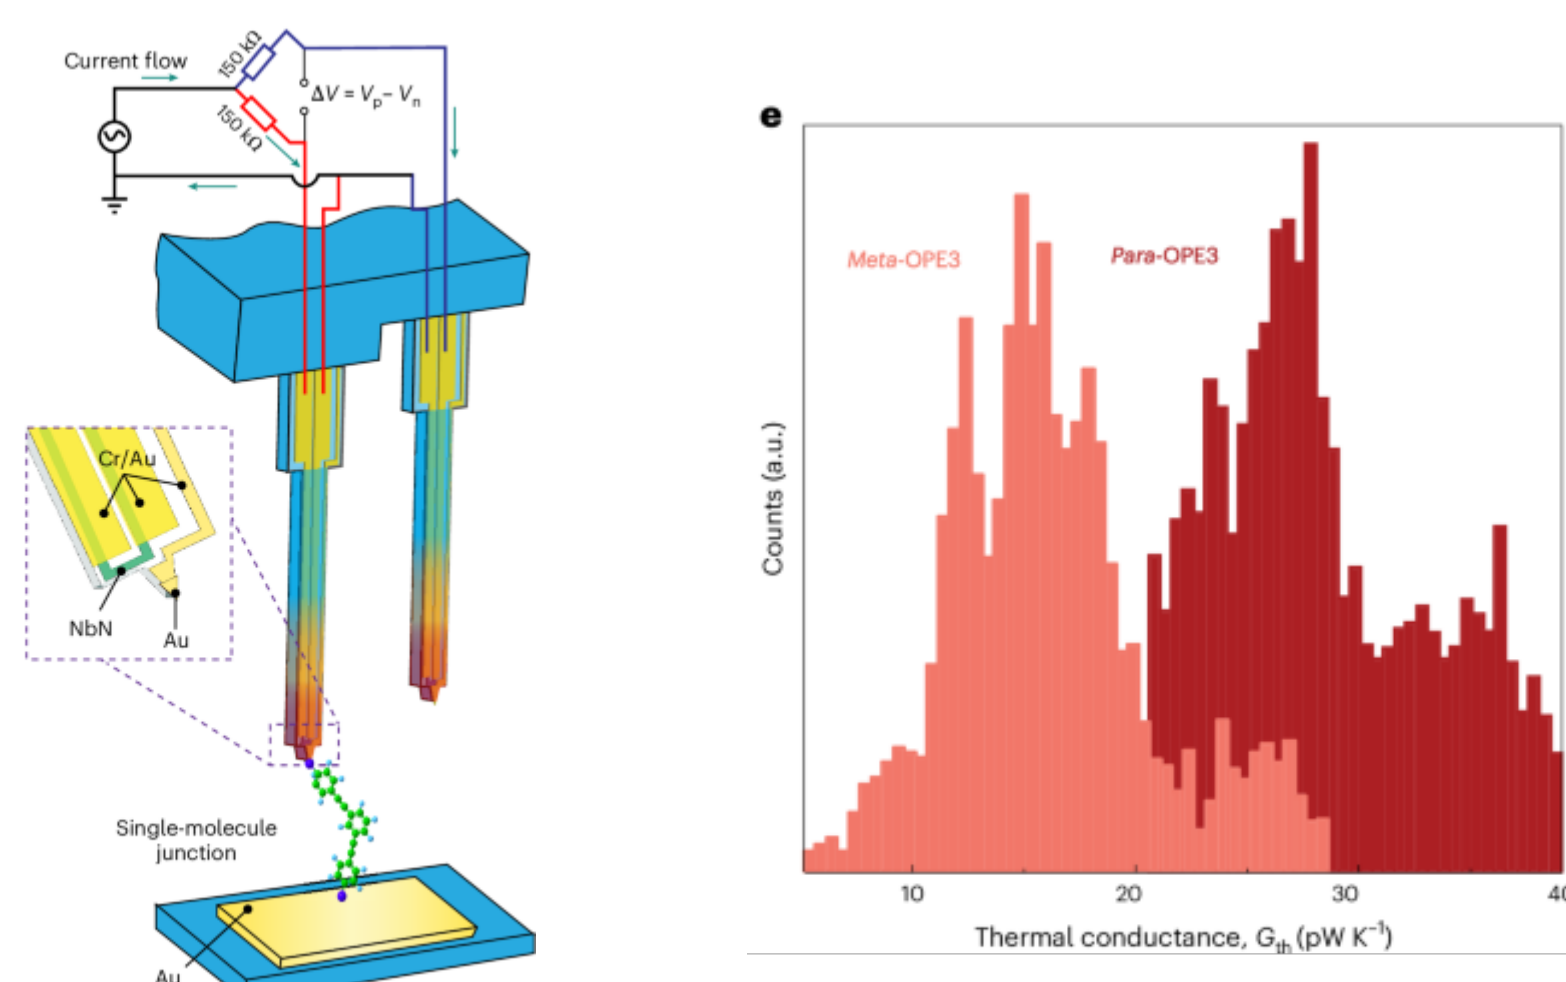 Current flow
150 kΩ
150 kΩ
ΔV = Vp– Vn
Cr/Au
NbN
Au
Single-molecule
junction
Au
e
Meta-OPE3
Para-OPE3
Counts (a.u.)
10
20
30
40
Thermal conductance, Gth (pW K⁻¹)